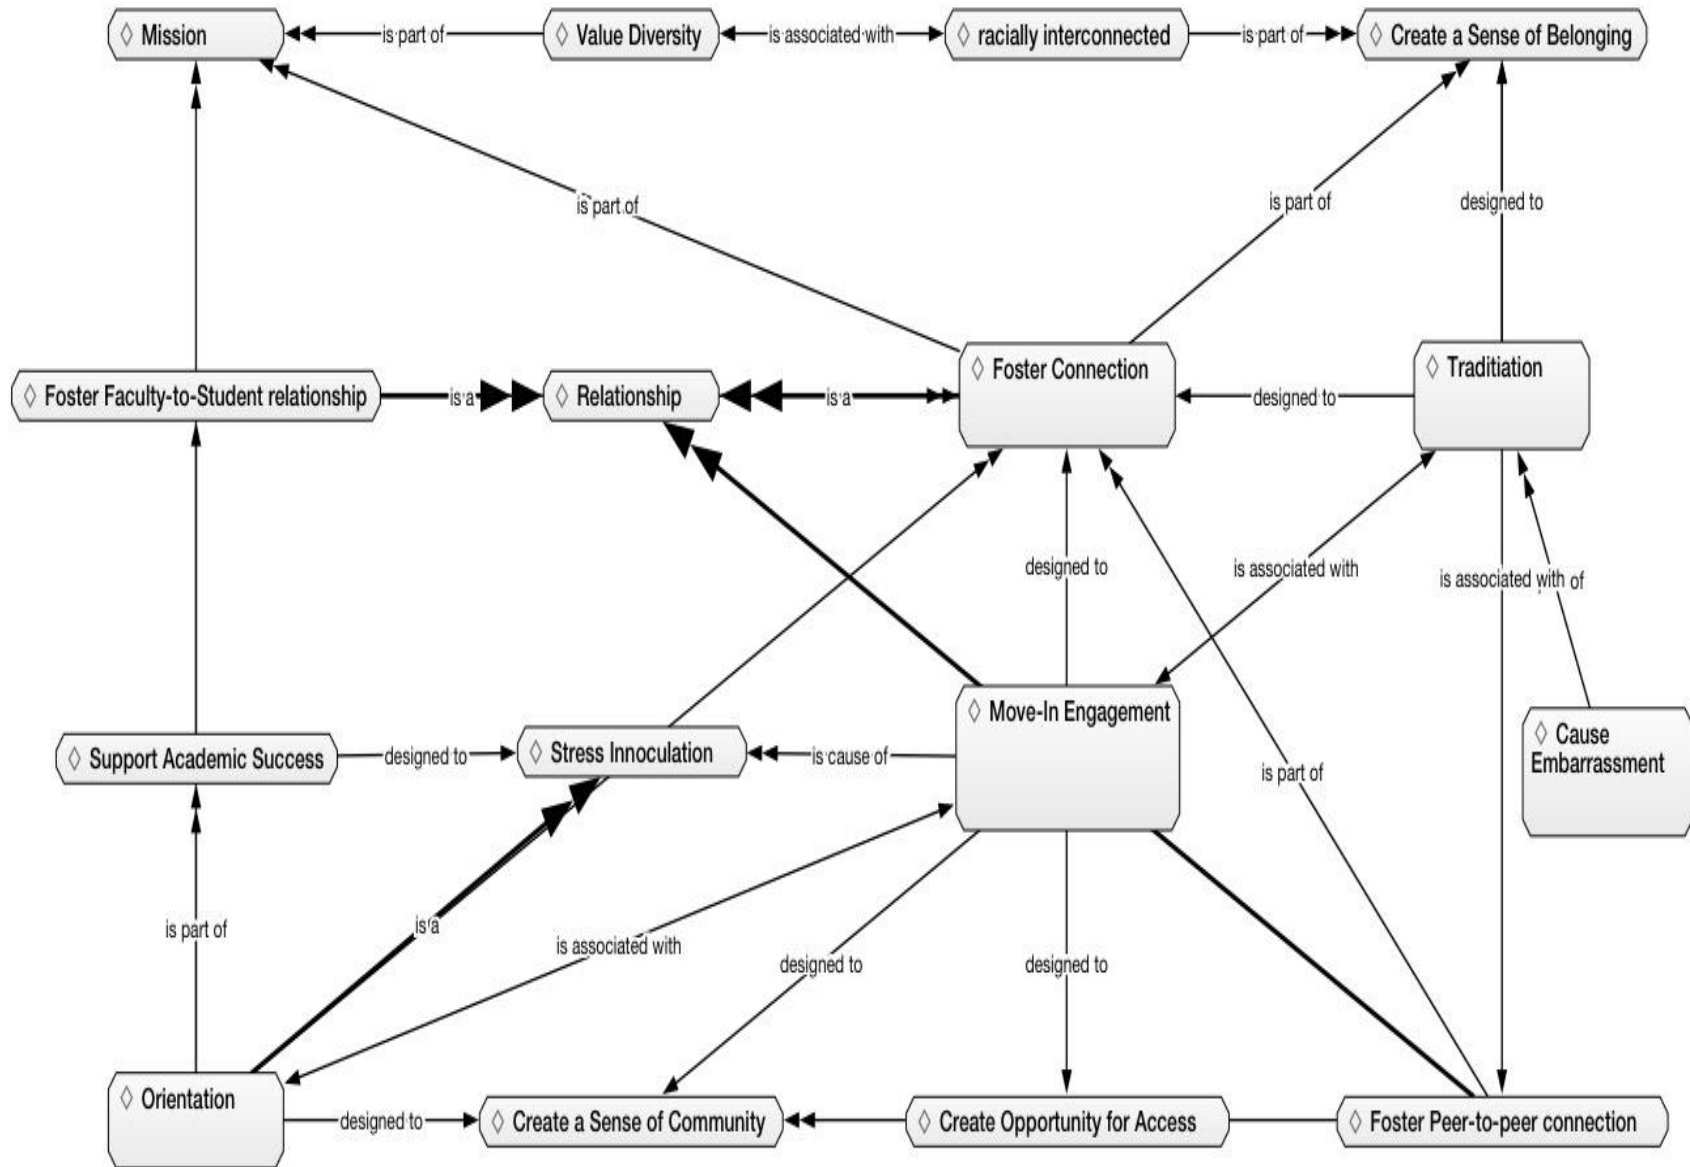 Mission
is part of
Value Diversity
is associated with
racially interconnected
is part of
Create a Sense of Belonging
is part of
is part of
designed to
Foster Faculty-to-Student relationship
is a
Relationship
is a
Foster Connection
designed to
Traditiation
designed to
is associated with
is associated with of
Support Academic Success
designed to
Stress Innoculation
is cause of
Move-In Engagement
is part of
Cause
Embarrassment
is part of
is a
is associated with
designed to
designed to
Orientation
designed to
Create a Sense of Community
Create Opportunity for Access
Foster Peer-to-peer connection